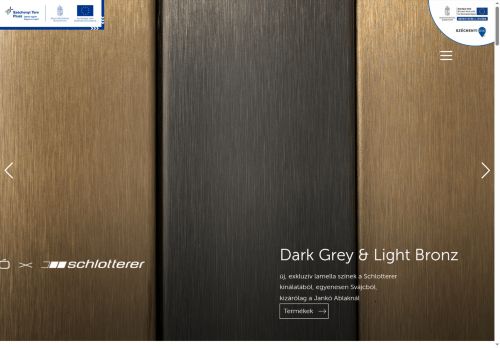 Széchenyi Terv
Plusz
SZÉCHENYI
schlotterer
Dark Grey & Light Bronz
új, exkluzív lamella színek a Schlotterer
kínálatából, egyenesen Svájcból,
kizárólag a Jankó Ablaknál
Termékek